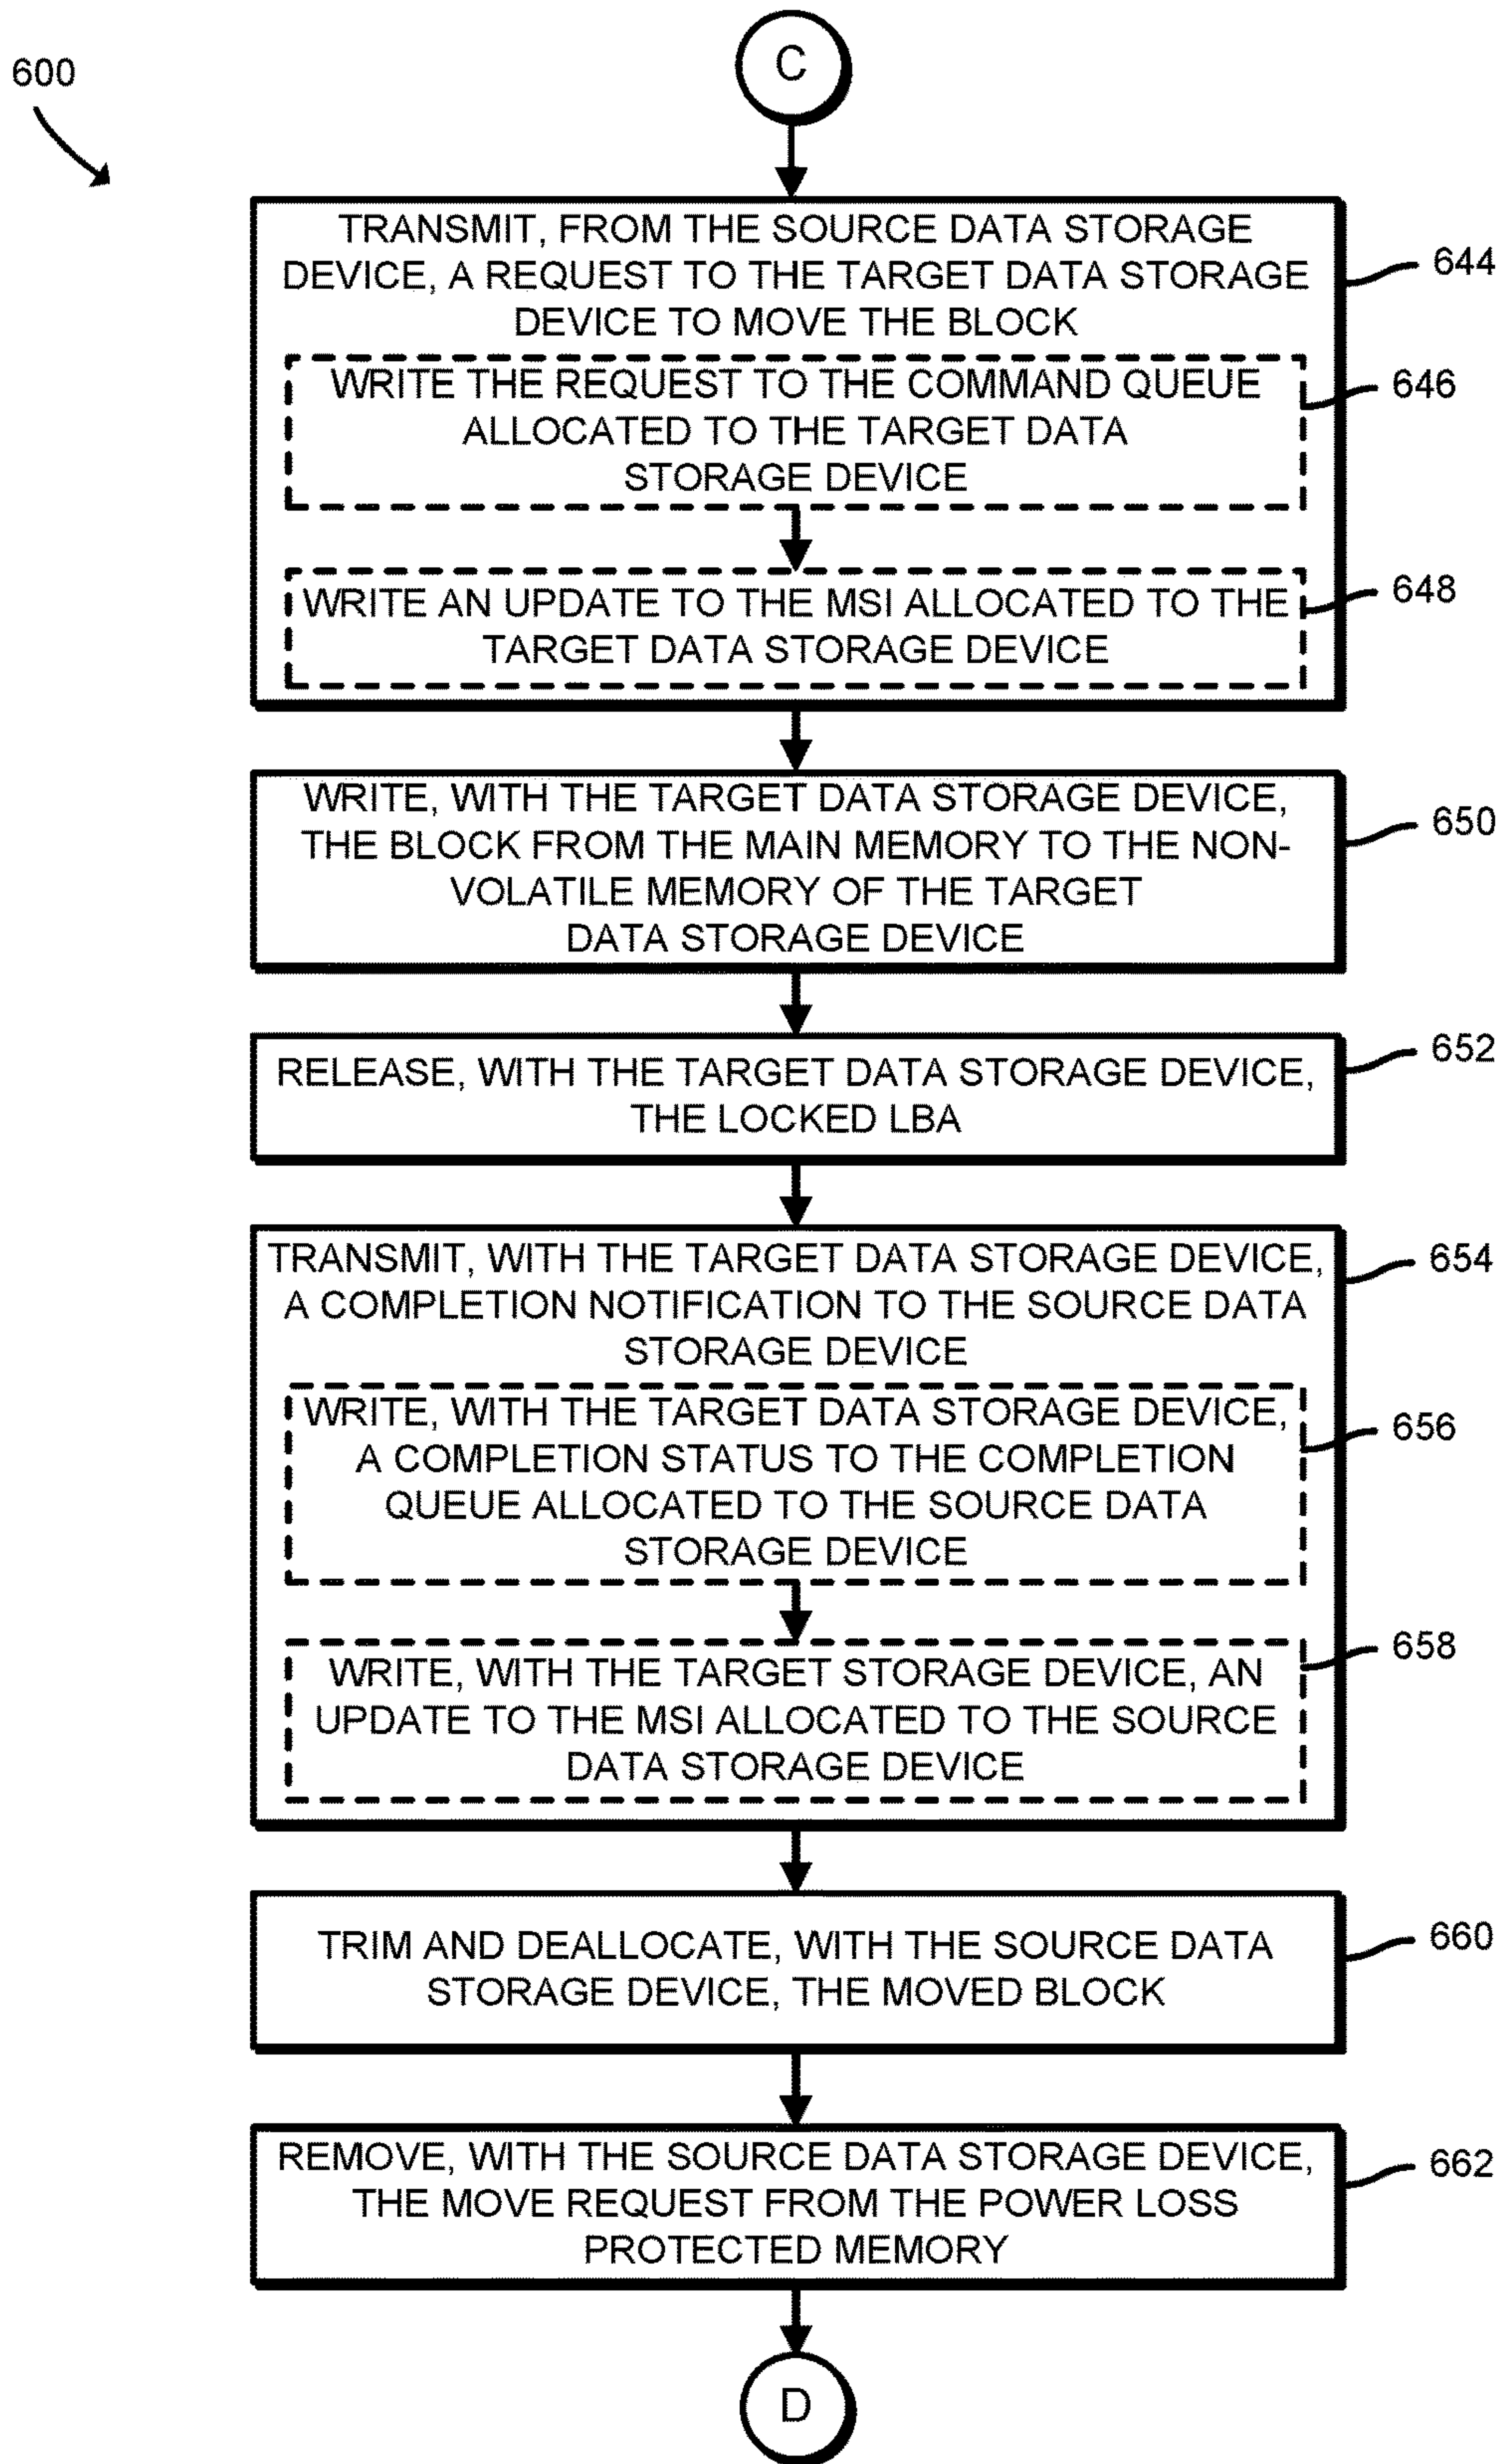 C
600
TRANSMIT, FROM THE SOURCE DATA STORAGE
DEVICE, A REQUEST TO THE TARGET DATA STORAGE
DEVICE TO MOVE THE BLOCK
644
WRITE THE REQUEST TO THE COMMAND QUEUE
ALLOCATED TO THE TARGET DATA
STORAGE DEVICE
646
WRITE AN UPDATE TO THE MSI ALLOCATED TO THE
TARGET DATA STORAGE DEVICE
648
WRITE, WITH THE TARGET DATA STORAGE DEVICE,
THE BLOCK FROM THE MAIN MEMORY TO THE NON-
VOLATILE MEMORY OF THE TARGET
DATA STORAGE DEVICE
650
RELEASE, WITH THE TARGET DATA STORAGE DEVICE,
THE LOCKED LBA
652
TRANSMIT, WITH THE TARGET DATA STORAGE DEVICE,
A COMPLETION NOTIFICATION TO THE SOURCE DATA
STORAGE DEVICE
654
WRITE, WITH THE TARGET DATA STORAGE DEVICE,
A COMPLETION STATUS TO THE COMPLETION
QUEUE ALLOCATED TO THE SOURCE DATA
STORAGE DEVICE
656
WRITE, WITH THE TARGET STORAGE DEVICE, AN
UPDATE TO THE MSI ALLOCATED TO THE SOURCE
DATA STORAGE DEVICE
658
TRIM AND DEALLOCATE, WITH THE SOURCE DATA
STORAGE DEVICE, THE MOVED BLOCK
660
REMOVE, WITH THE SOURCE DATA STORAGE DEVICE,
THE MOVE REQUEST FROM THE POWER LOSS
PROTECTED MEMORY
662
D